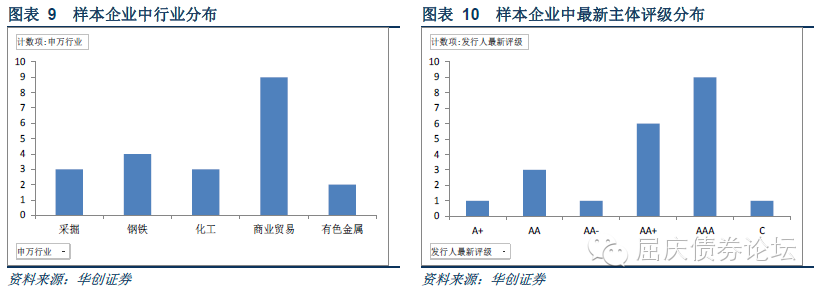 图表 9 样本企业中行业分布
计数项:申万行业
10
9
8
7
6
5
4
3
2
1
0
采掘 钢铁 化工 商业贸易 有色金属
申万行业
资料来源：华创证券
图表 10 样本企业中最新主体评级分布
计数项:发行人最新评级
10
9
8
7
6
5
4
3
2
1
0
A+ AA AA- AA+ AAA C
发行人最新评级
屈庆债券论坛
资料来源：华创证券